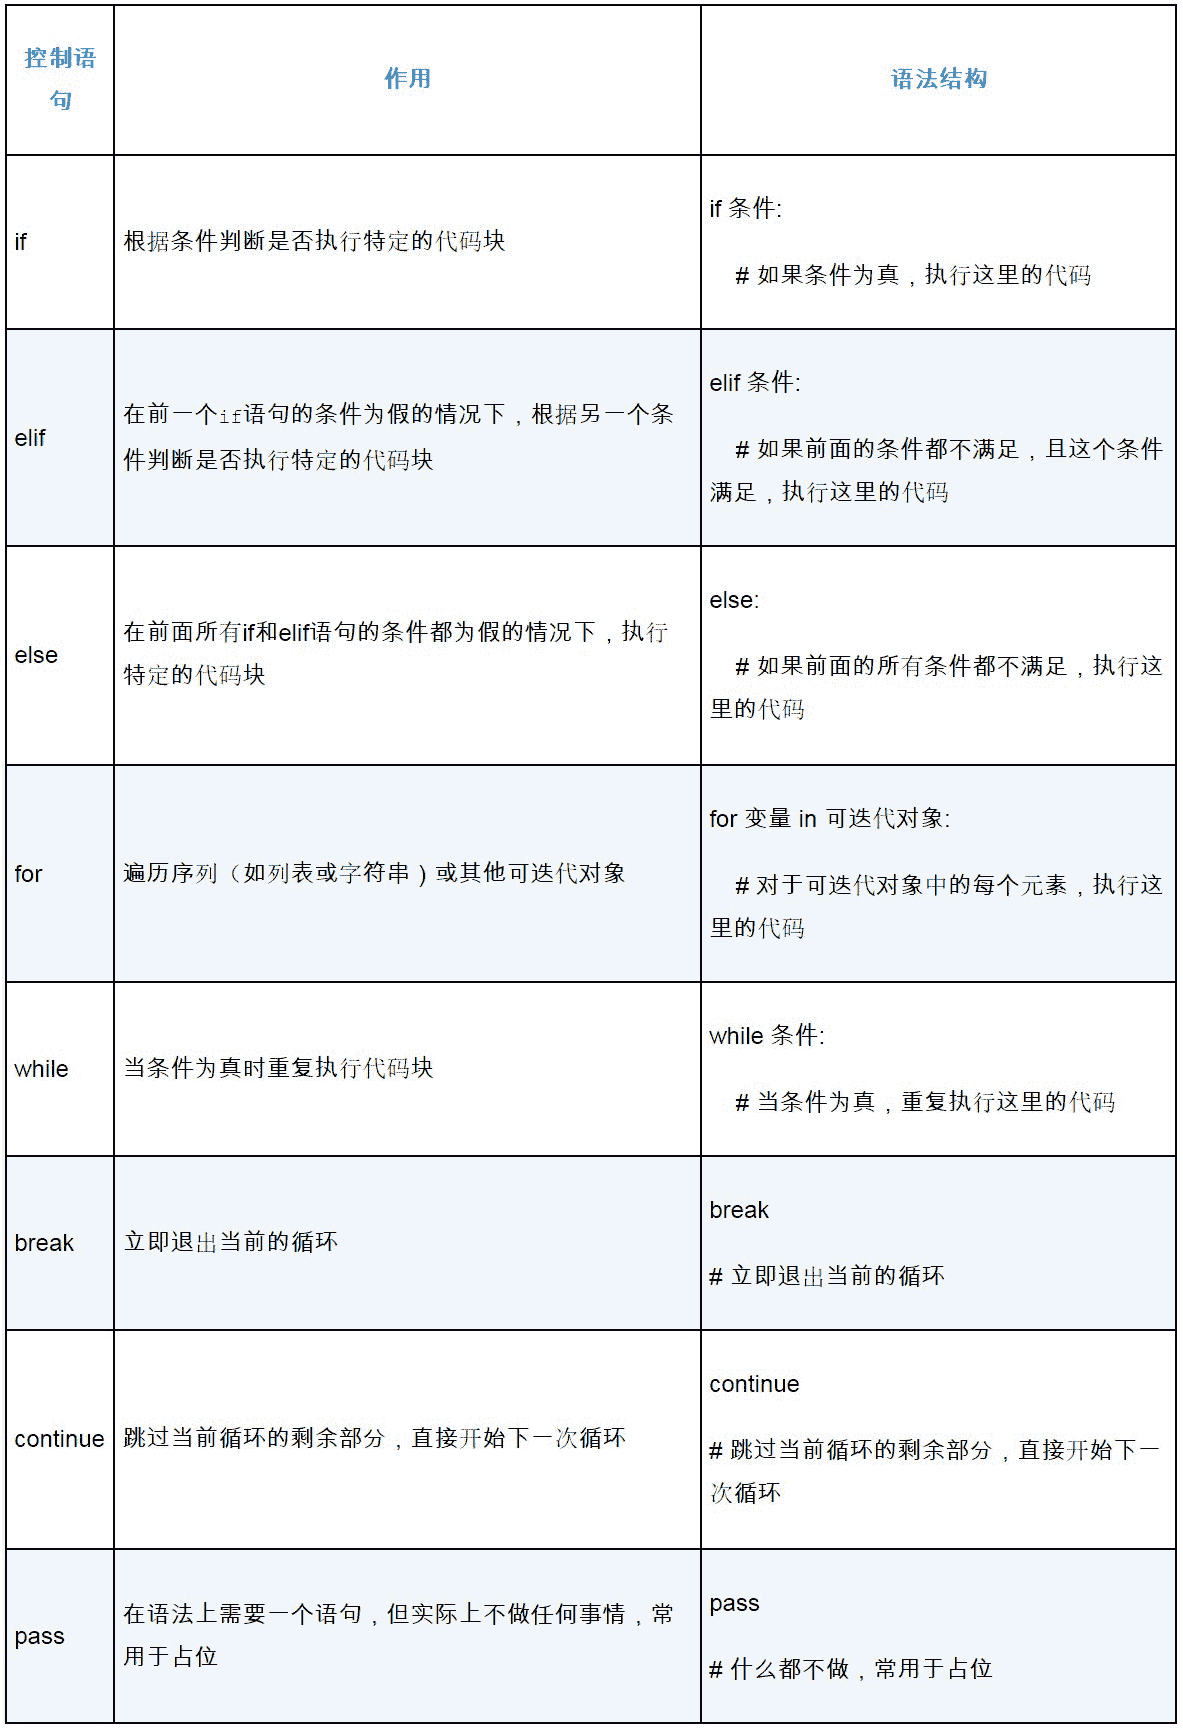 控制语
句
作用
语法结构
if
根据条件判断是否执行特定的代码块
if 条件:
# 如果条件为真，执行这里的代码
elif
在前一个if语句的条件为假的情况下，根据另一个条
件判断是否执行特定的代码块
elif 条件:
# 如果前面的条件都不满足，且这个条件
满足，执行这里的代码
else
在前面所有if和elif语句的条件都为假的情况下，执行
特定的代码块
else:
# 如果前面的所有条件都不满足，执行这
里的代码
for
遍历序列（如列表或字符串）或其他可迭代对象
for 变量 in 可迭代对象:
# 对于可迭代对象中的每个元素，执行这
里的代码
while
当条件为真时重复执行代码块
while 条件:
# 当条件为真，重复执行这里的代码
break
立即退出当前的循环
break
# 立即退出当前的循环
continue
跳过当前循环的剩余部分，直接开始下一次循环
continue
# 跳过当前循环的剩余部分，直接开始下一
次循环
pass
在语法上需要一个语句，但实际上不做任何事情，常
用于占位
pass
# 什么都不做，常用于占位